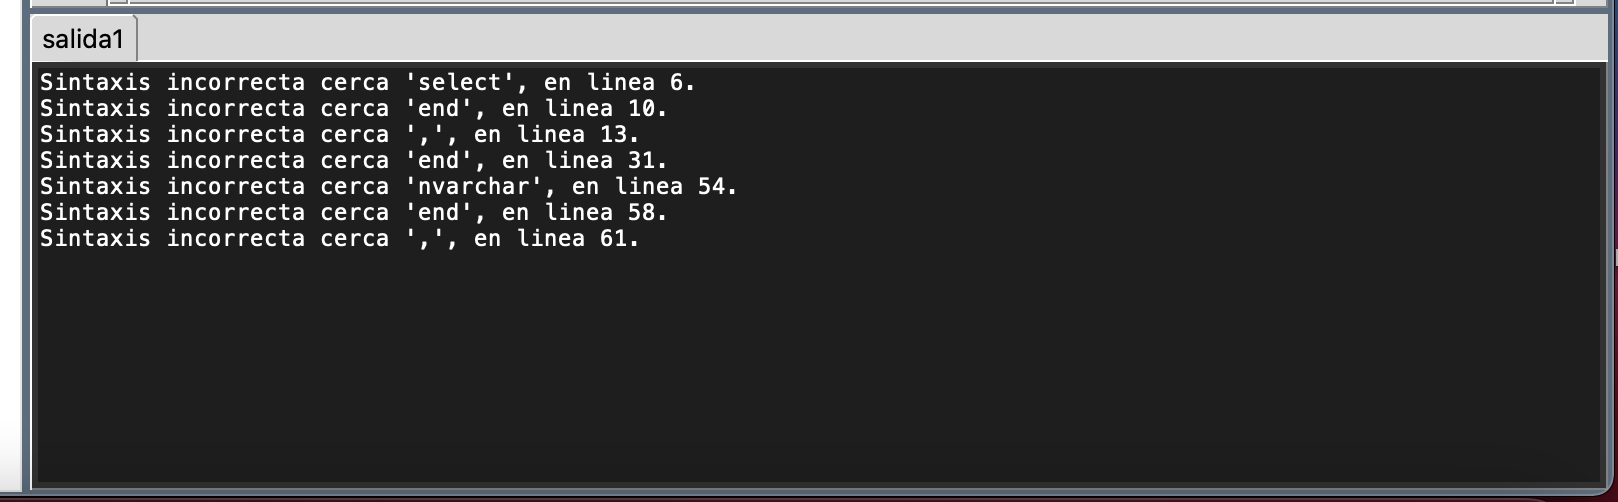 salida1
Sintaxis incorrecta cerca 'select', en linea 6.
Sintaxis incorrecta cerca 'end', en linea 10.
Sintaxis incorrecta cerca ',', en linea 13.
Sintaxis incorrecta cerca 'end', en linea 31.
Sintaxis incorrecta cerca 'nvarchar', en linea 54.
Sintaxis incorrecta cerca 'end', en linea 58.
Sintaxis incorrecta cerca ',', en linea 61.